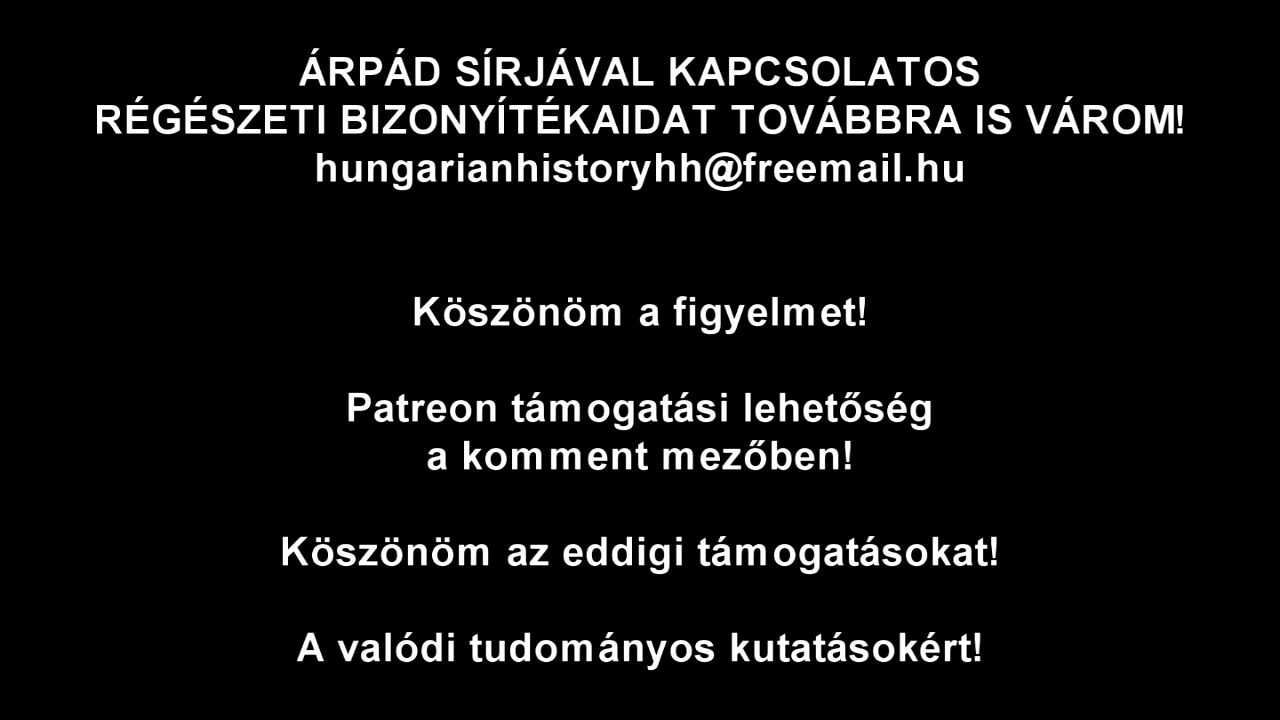 ÁRPÁD SÍRJÁVAL KAPCSOLATOS
RÉGÉSZETI BIZONYÍTÉKAIDAT TOVÁBBRA IS VÁROM!
hungarianhistoryhh@freemail.hu
Köszönöm a figyelmet!
Patreon támogatási lehetőség
a komment mezőben!
Köszönöm az eddigi támogatásokat!
A valódi tudományos kutatásokért!